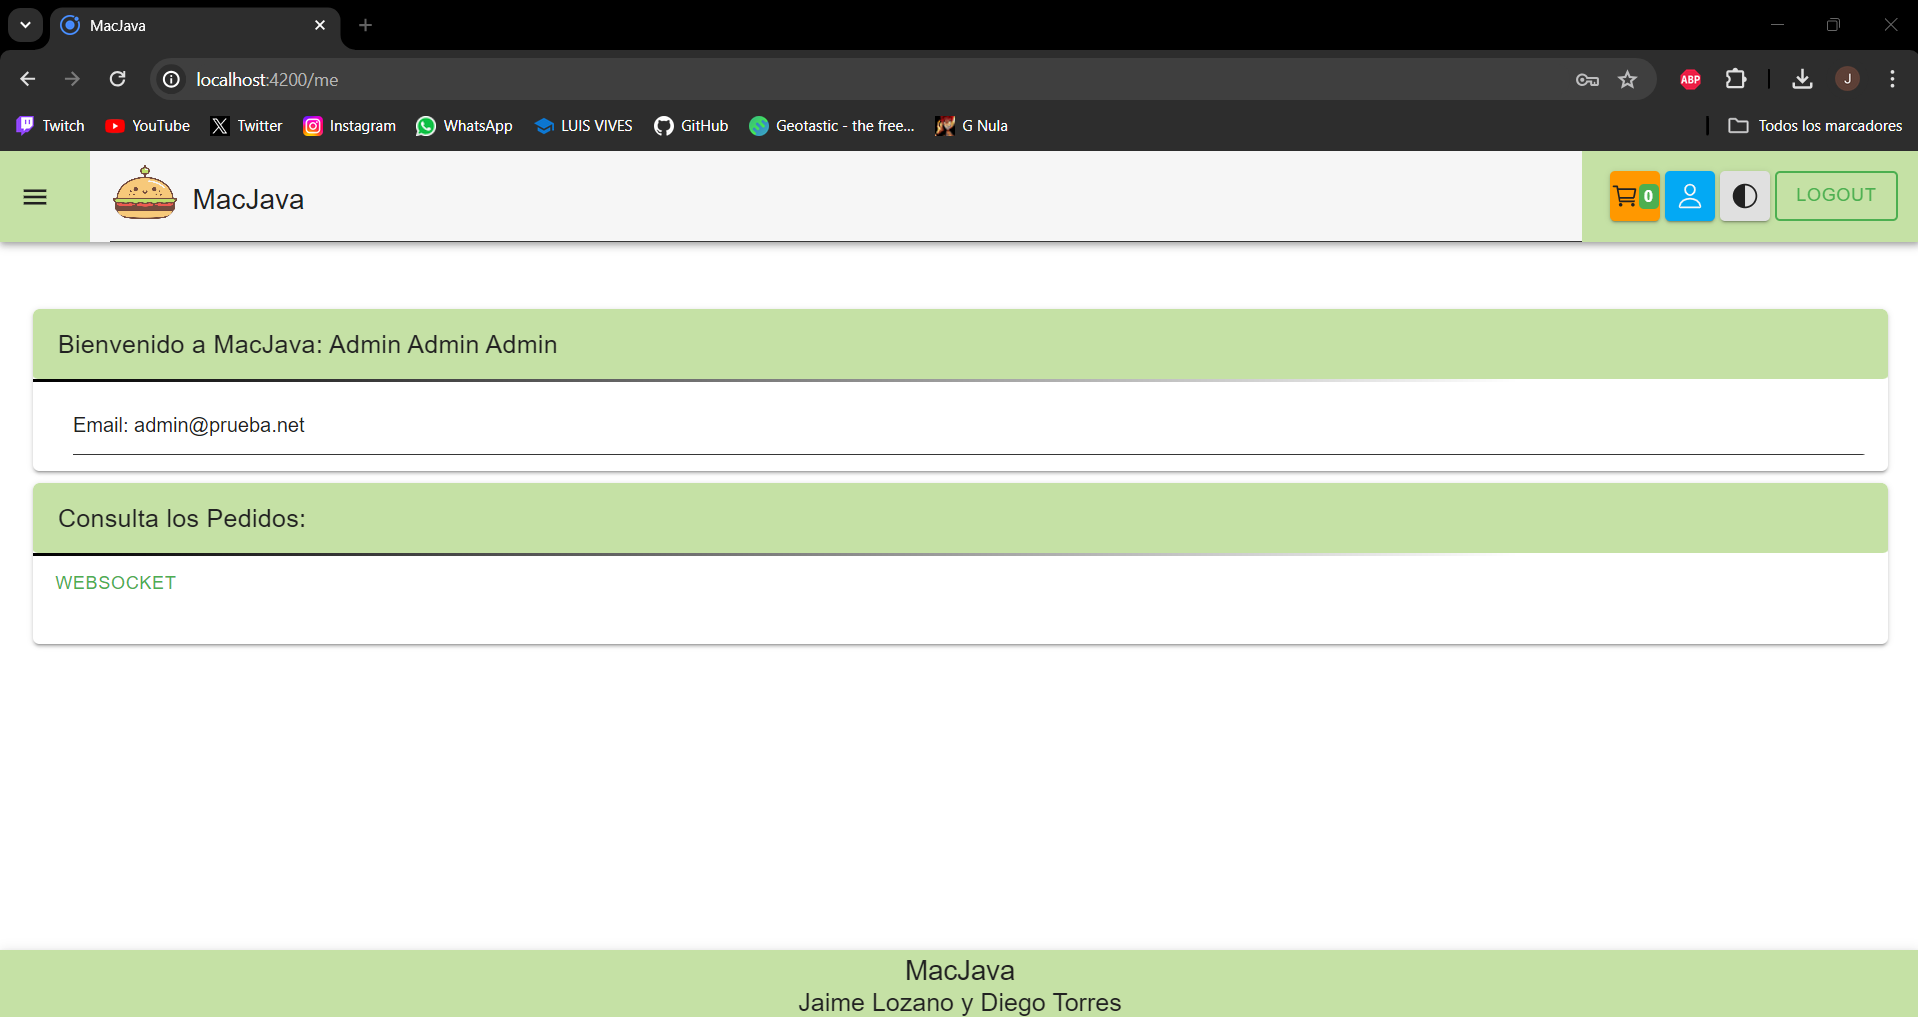 MacJava
localhost:4200/me
ABP
J
Twitch
YouTube
Twitter
Instagram
WhatsApp
LUIS VIVES
GitHub
Geotastic - the free...
G Nula
Todos los marcadores
MacJava
0
LOGOUT
Bienvenido a MacJava: Admin Admin Admin
Email: admin@prueba.net
Consulta los Pedidos:
WEBSOCKET
MacJava
Jaime Lozano y Diego Torres